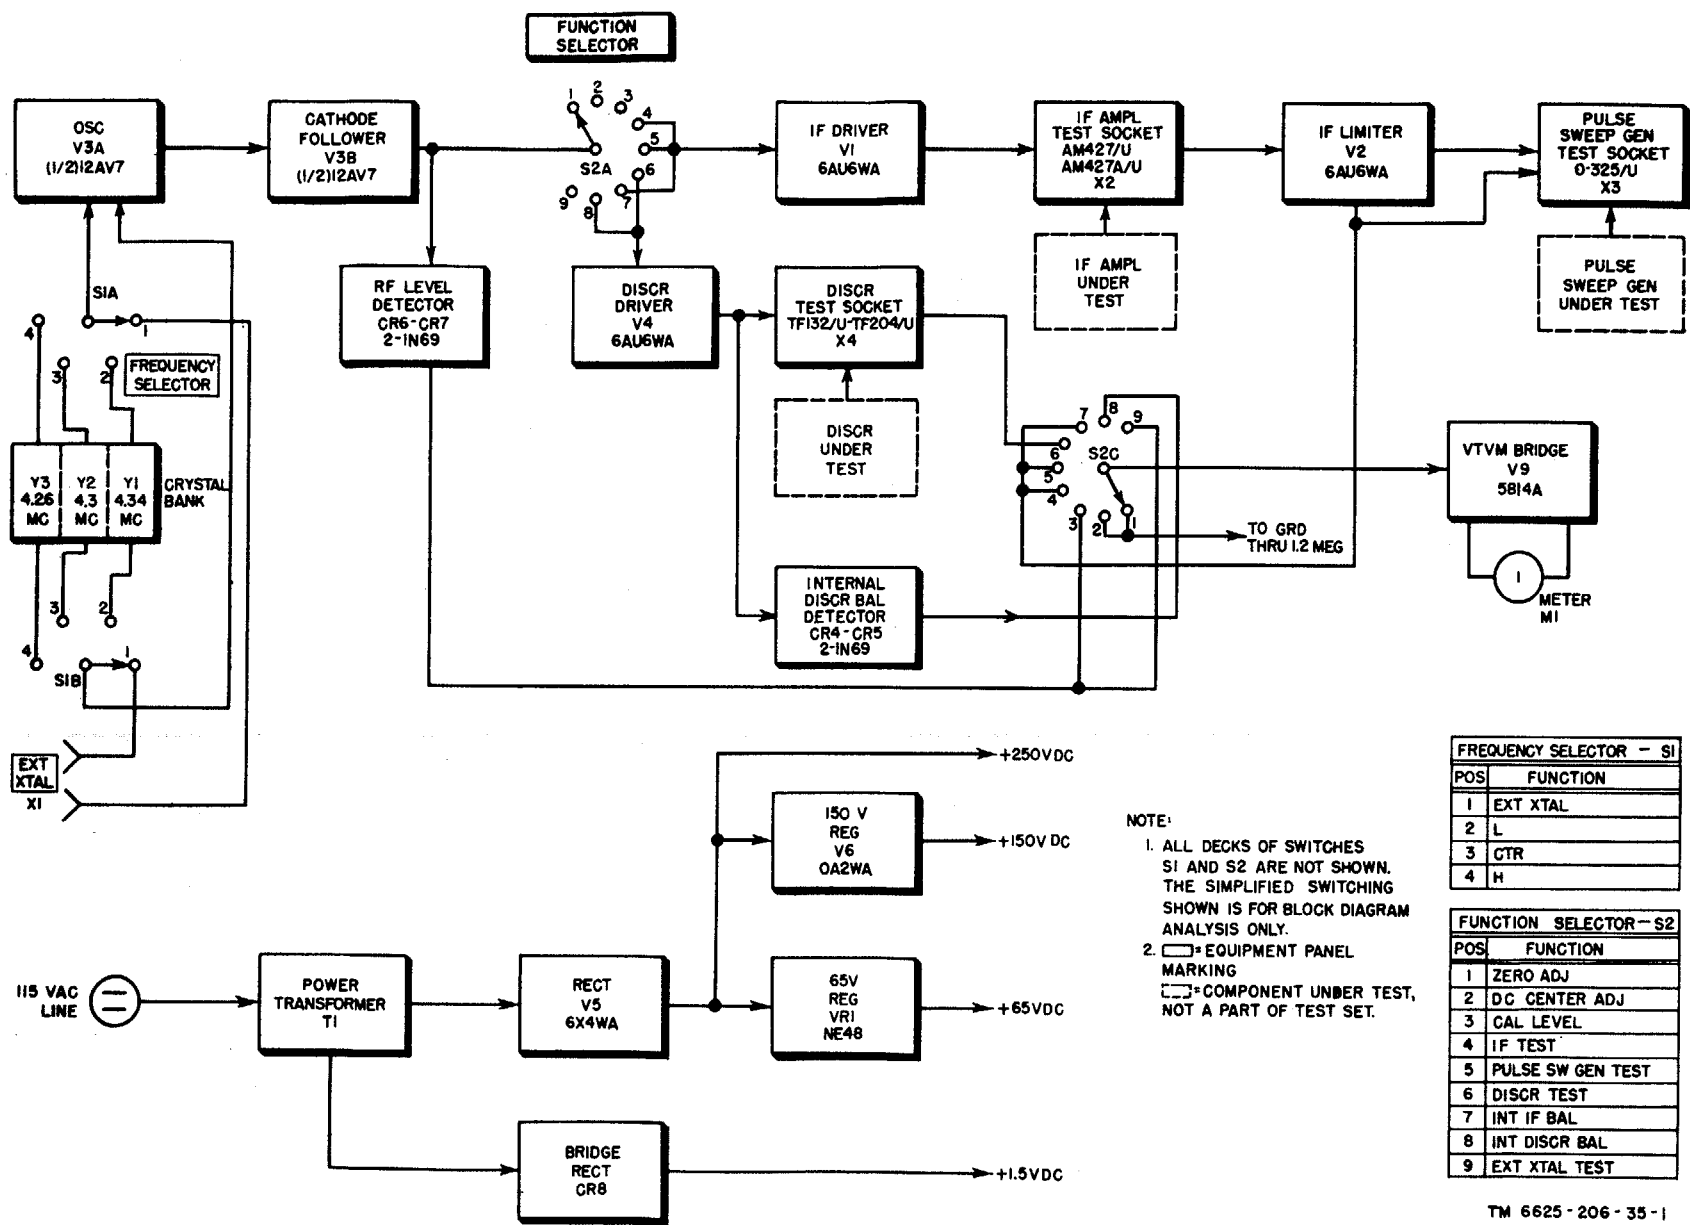 FUNCTION
SELECTOR
OSC
V3A
(1/2)12AV7
CATHODE
FOLLOWER
V3B
(1/2)12AV7
1
2
3
4
5
6
7
8
9
S2A
IF DRIVER
V1
6AU6WA
IF AMPL
TEST SOCKET
AM427/U
AM427A/U
X2
IF LIMITER
V2
6AU6WA
PULSE
SWEEP GEN
TEST SOCKET
O-325/U
X3
IF AMPL
UNDER
TEST
PULSE
SWEEP GEN
UNDER TEST
RF LEVEL
DETECTOR
CR6-CR7
2-IN69
DISCR
DRIVER
V4
6AU6WA
DISCR
TEST SOCKET
TF132/U-TF204/U
X4
DISCR
UNDER
TEST
S1A
4
1
3
2
FREQUENCY
SELECTOR
Y3
4.26
MC
Y2
4.3
MC
Y1
4.34
MC
CRYSTAL
BANK
3
2
4
1
S1B
EXT
XTAL
X1
7
8
9
6
S2C
5
4
3
2
1
TO GRD
THRU 1.2 MEG
VTVM BRIDGE
V9
5814A
1
METER
M1
INTERNAL
DISCR BAL
DETECTOR
CR4-CR5
2-IN69
+250VDC
150 V
REG
V6
OA2WA
+150V DC
115 VAC
LINE
POWER
TRANSFORMER
T1
RECT
V5
6X4WA
65V
REG
VR1
NE48
+65VDC
BRIDGE
RECT
CR8
+1.5VDC
NOTE:
1. ALL DECKS OF SWITCHES
S1 AND S2 ARE NOT SHOWN.
THE SIMPLIFIED SWITCHING
SHOWN IS FOR BLOCK DIAGRAM
ANALYSIS ONLY.
2. = EQUIPMENT PANEL
MARKING
= COMPONENT UNDER TEST,
NOT A PART OF TEST SET.
FREQUENCY SELECTOR - S1
POS FUNCTION
1 EXT XTAL
2 L
3 CTR
4 H
FUNCTION SELECTOR-S2
POS FUNCTION
1 ZERO ADJ
2 DC CENTER ADJ
3 CAL LEVEL
4 IF TEST
5 PULSE SW GEN TEST
6 DISCR TEST
7 INT IF BAL
8 INT DISCR BAL
9 EXT XTAL TEST
TM 6625-206-35-1